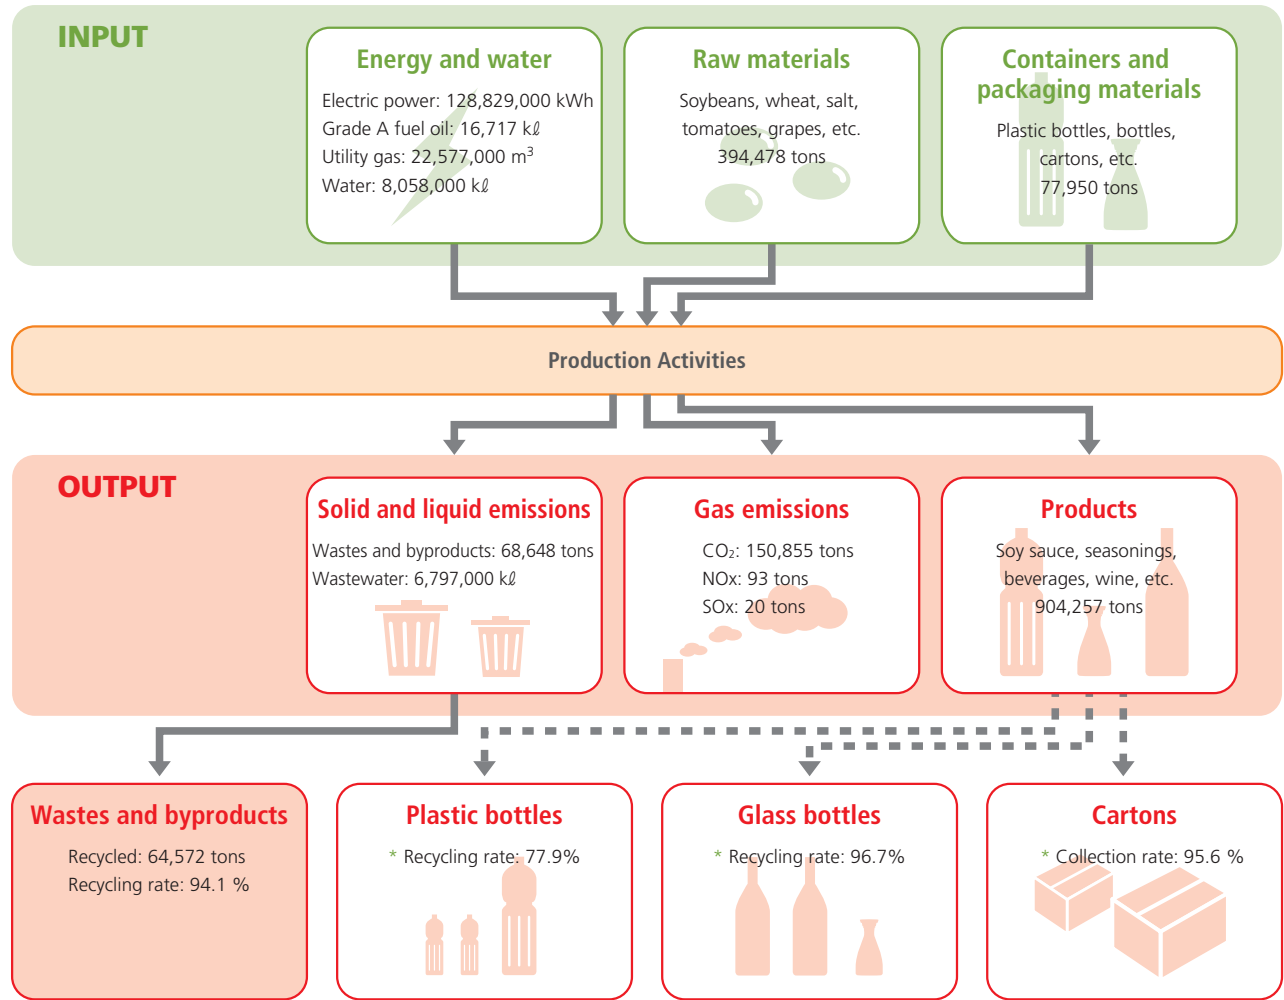 INPUT
Energy and water
Electric power: 128,829,000 kWh
Grade A fuel oil: 16,717 kℓ
Utility gas: 22,577,000 m³
Water: 8,058,000 kℓ
Raw materials
Soybeans, wheat, salt,
tomatoes, grapes, etc.
394,478 tons
Containers and
packaging materials
Plastic bottles, bottles,
cartons, etc.
77,950 tons
Production Activities
OUTPUT
Solid and liquid emissions
Wastes and byproducts: 68,648 tons
Wastewater: 6,797,000 kℓ
Gas emissions
CO₂: 150,855 tons
NOx: 93 tons
SOx: 20 tons
Products
Soy sauce, seasonings,
beverages, wine, etc.
904,257 tons
Wastes and byproducts
Recycled: 64,572 tons
Recycling rate: 94.1 %
Plastic bottles
* Recycling rate: 77.9%
Glass bottles
* Recycling rate: 96.7%
Cartons
* Collection rate: 95.6 %